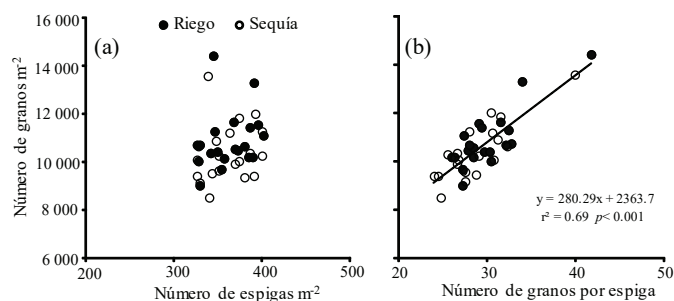 16 000
14 000
12 000
10 000
8 000
6 000
Número de granos m-2
(a)
Riego
Sequía
200
300
400
500
Número de espigas m-2
(b)
y = 280.29x + 2363.7
r² = 0.69 p< 0.001
20
30
40
50
Número de granos por espiga